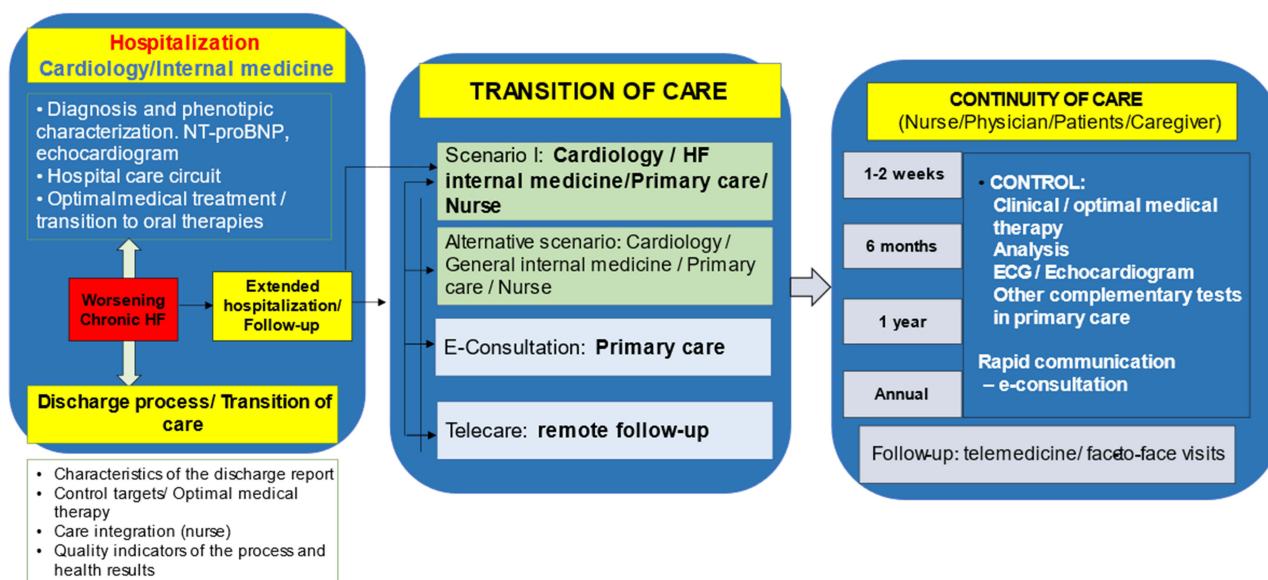 Hospitalization
Cardiology/Internal medicine
• Diagnosis and phenotipic
characterization. NT-proBNP,
echocardiogram
• Hospital care circuit
• Optimal medical treatment /
transition to oral therapies
Worsening
Chronic HF
Extended
hospitalization/
Follow-up
Discharge process/ Transition of
care
• Characteristics of the discharge report
• Control targets/ Optimal medical
therapy
• Care integration (nurse)
• Quality indicators of the process and
health results
TRANSITION OF CARE
Scenario I: Cardiology / HF
internal medicine/Primary care/
Nurse
Alternative scenario: Cardiology /
General internal medicine / Primary
care / Nurse
E-Consultation: Primary care
Telecare: remote follow-up
CONTINUITY OF CARE
(Nurse/Physician/Patients/Caregiver)
1-2 weeks
6 months
1 year
Annual
• CONTROL:
Clinical / optimal medical
therapy
Analysis
ECG / Echocardiogram
Other complementary tests
in primary care
Rapid communication
– e-consultation
Follow-up: telemedicine/ face-to-face visits